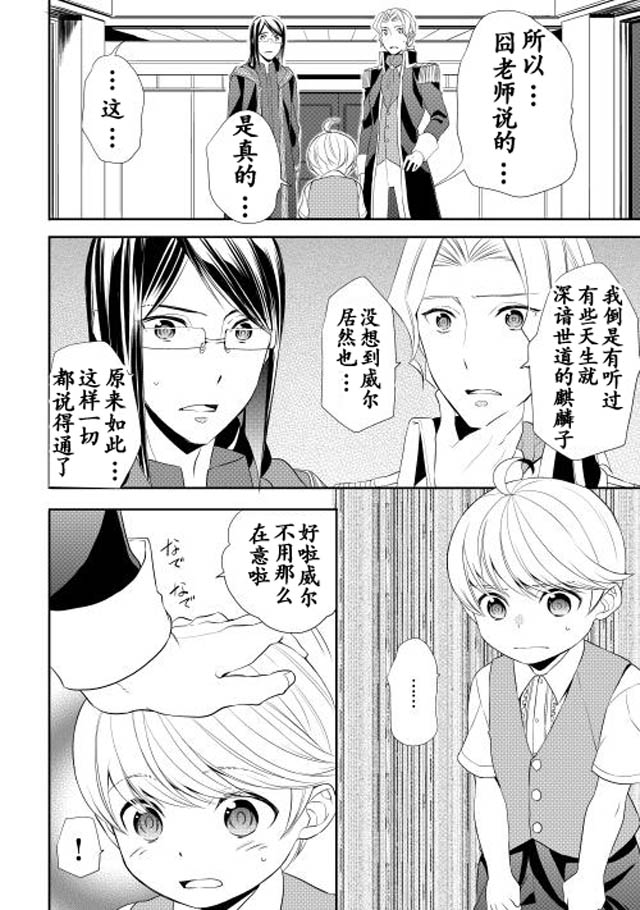 所以…
囧老师说的…
是真的…
…这…
我倒是有听过
有些天生就
深谙世道的麒麟子
没想到威尔
居然也…
原来如此…
这样一切
都说得通了
……
好啦威尔
不用那么
在意啦
なで
なで
！